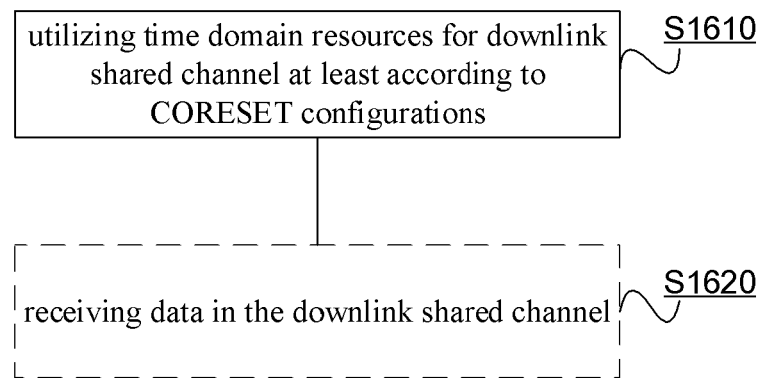 utilizing time domain resources for downlink
shared channel at least according to
CORESET configurations
S1610
receiving data in the downlink shared channel
S1620